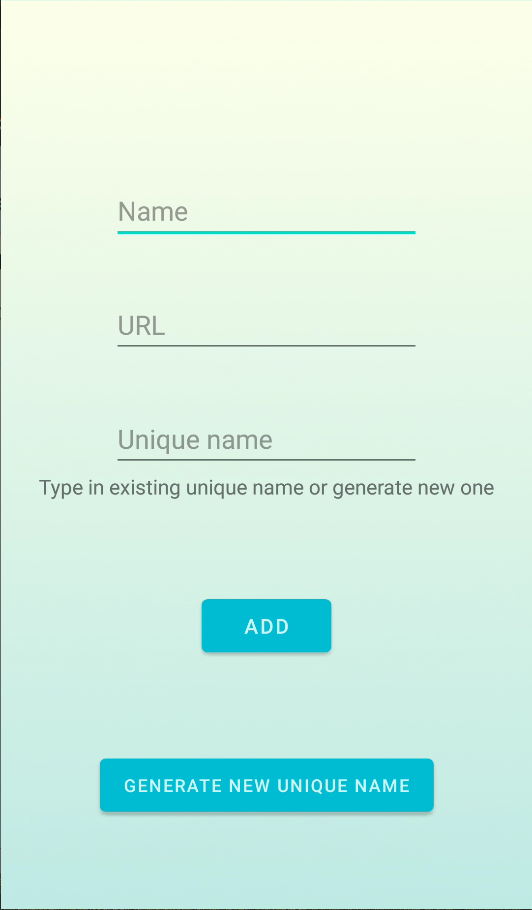 Name
URL
Unique name
Type in existing unique name or generate new one
ADD
GENERATE NEW UNIQUE NAME